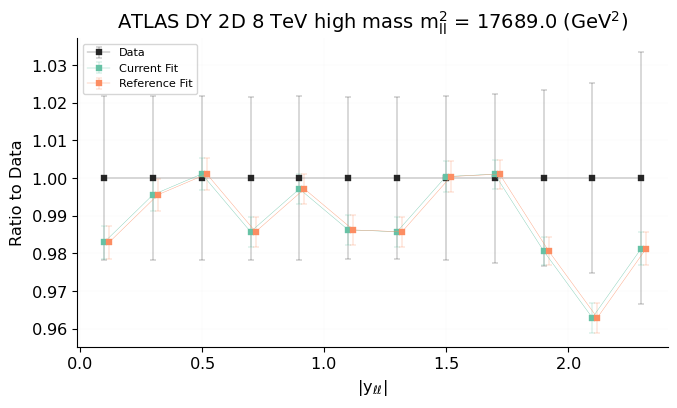 ATLAS DY 2D 8 TeV high mass m²ll = 17689.0 (GeV²)
Data
Current Fit
Reference Fit
Ratio to Data
1.03
1.02
1.01
1.00
0.99
0.98
0.97
0.96
0.0 0.5 1.0 1.5 2.0
|yℓℓ|